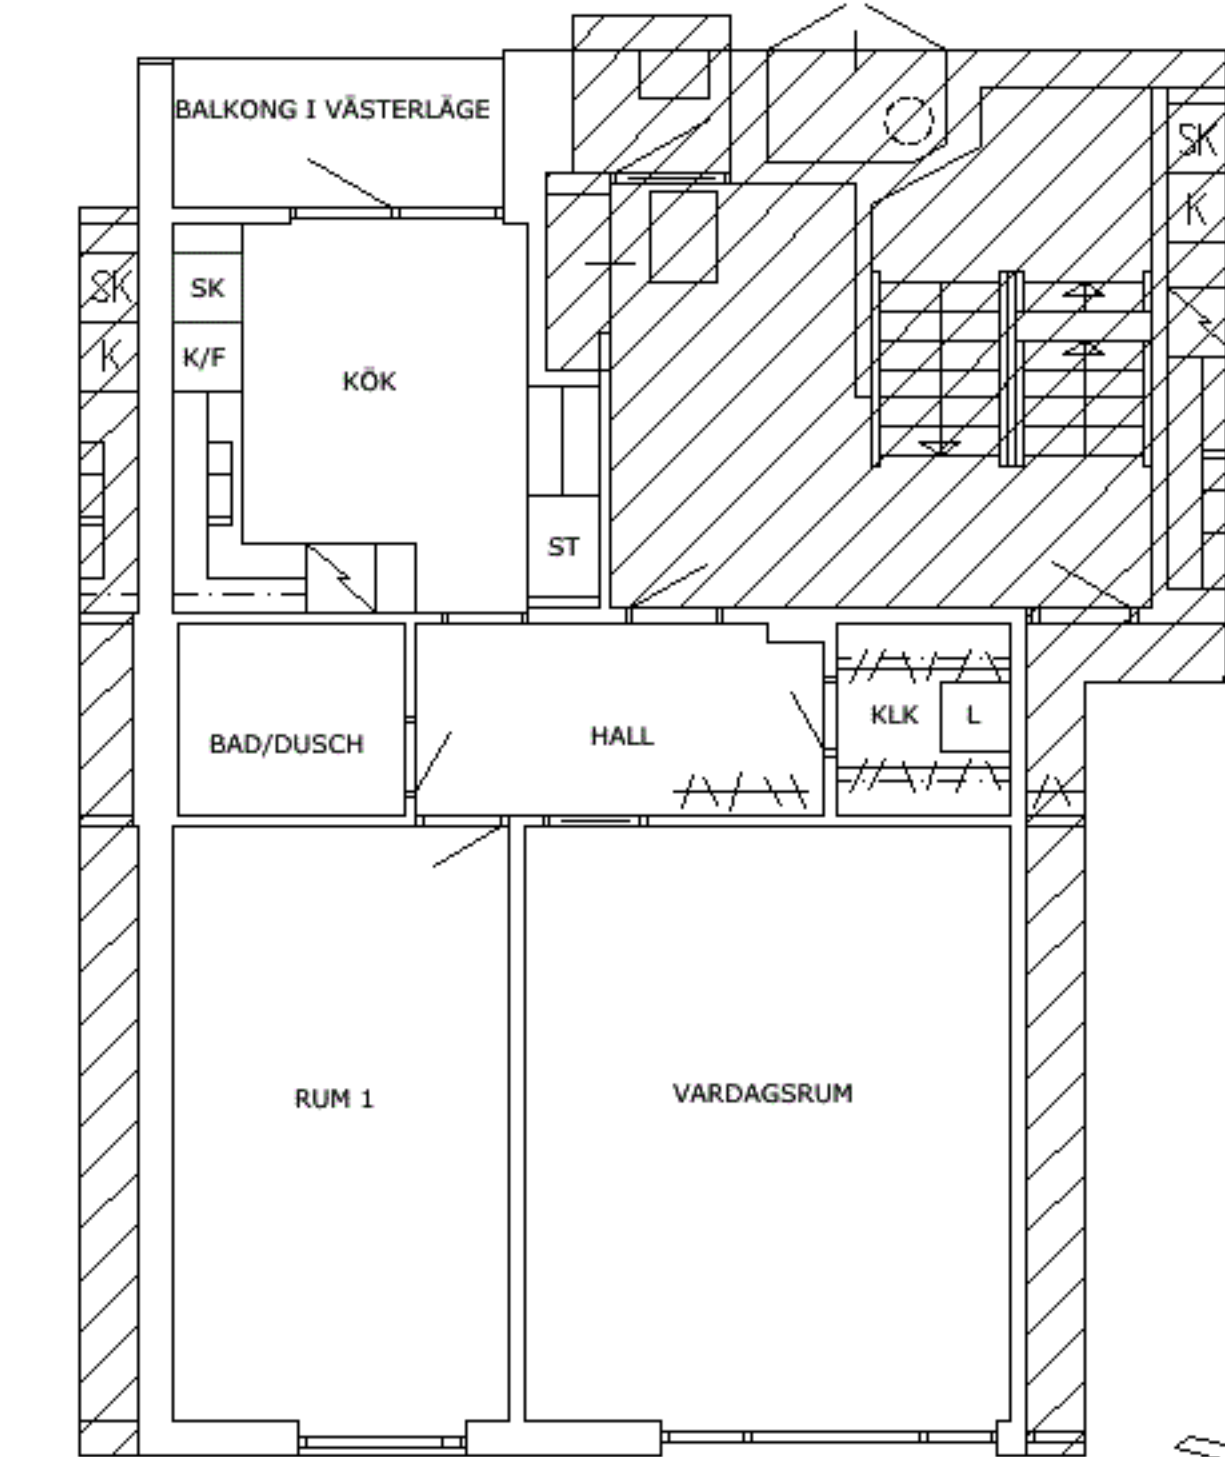 BALKONG I VÄSTERLÄGE
SK
SK
SK
K
K
K/F
KÖK
ST
BAD/DUSCH
HALL
KLK
L
RUM 1
VARDAGSRUM